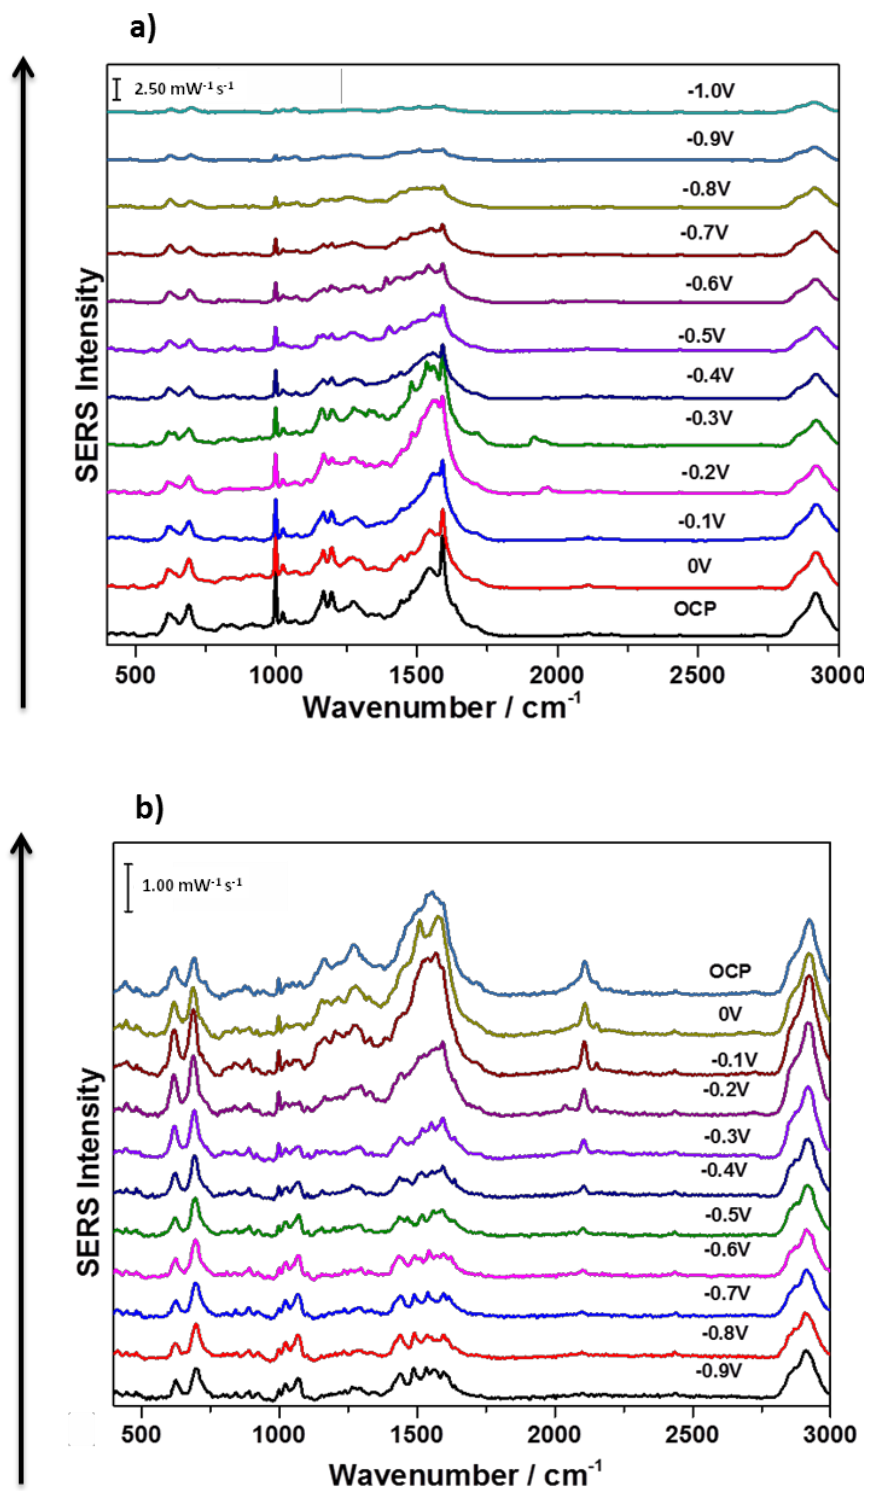 a)
2.50 mW⁻¹ s⁻¹
-1.0V
-0.9V
-0.8V
-0.7V
-0.6V
-0.5V
-0.4V
-0.3V
-0.2V
-0.1V
0V
OCP
SERS Intensity
500 1000 1500 2000 2500 3000
Wavenumber / cm⁻¹
b)
1.00 mW⁻¹ s⁻¹
OCP
0V
-0.1V
-0.2V
-0.3V
-0.4V
-0.5V
-0.6V
-0.7V
-0.8V
-0.9V
SERS Intensity
500 1000 1500 2000 2500 3000
Wavenumber / cm⁻¹